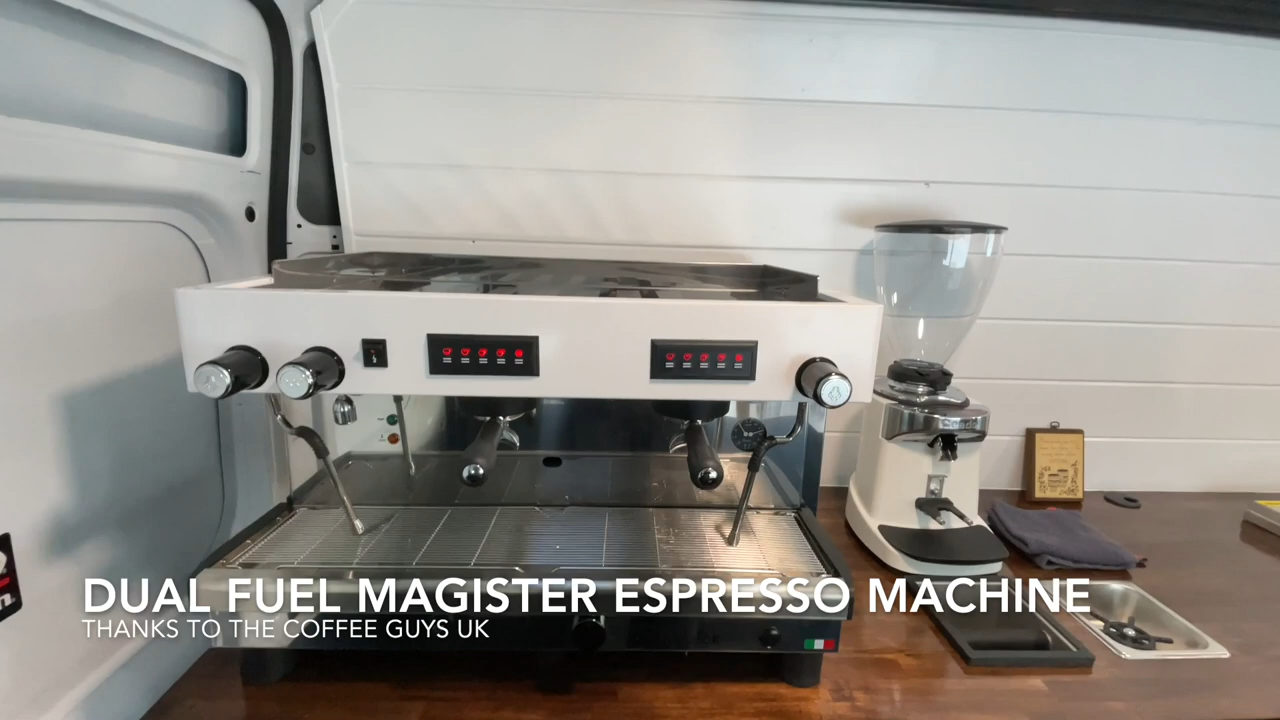 DUAL FUEL MAGISTER ESPRESSO MACHINE
THANKS TO THE COFFEE GUYS UK